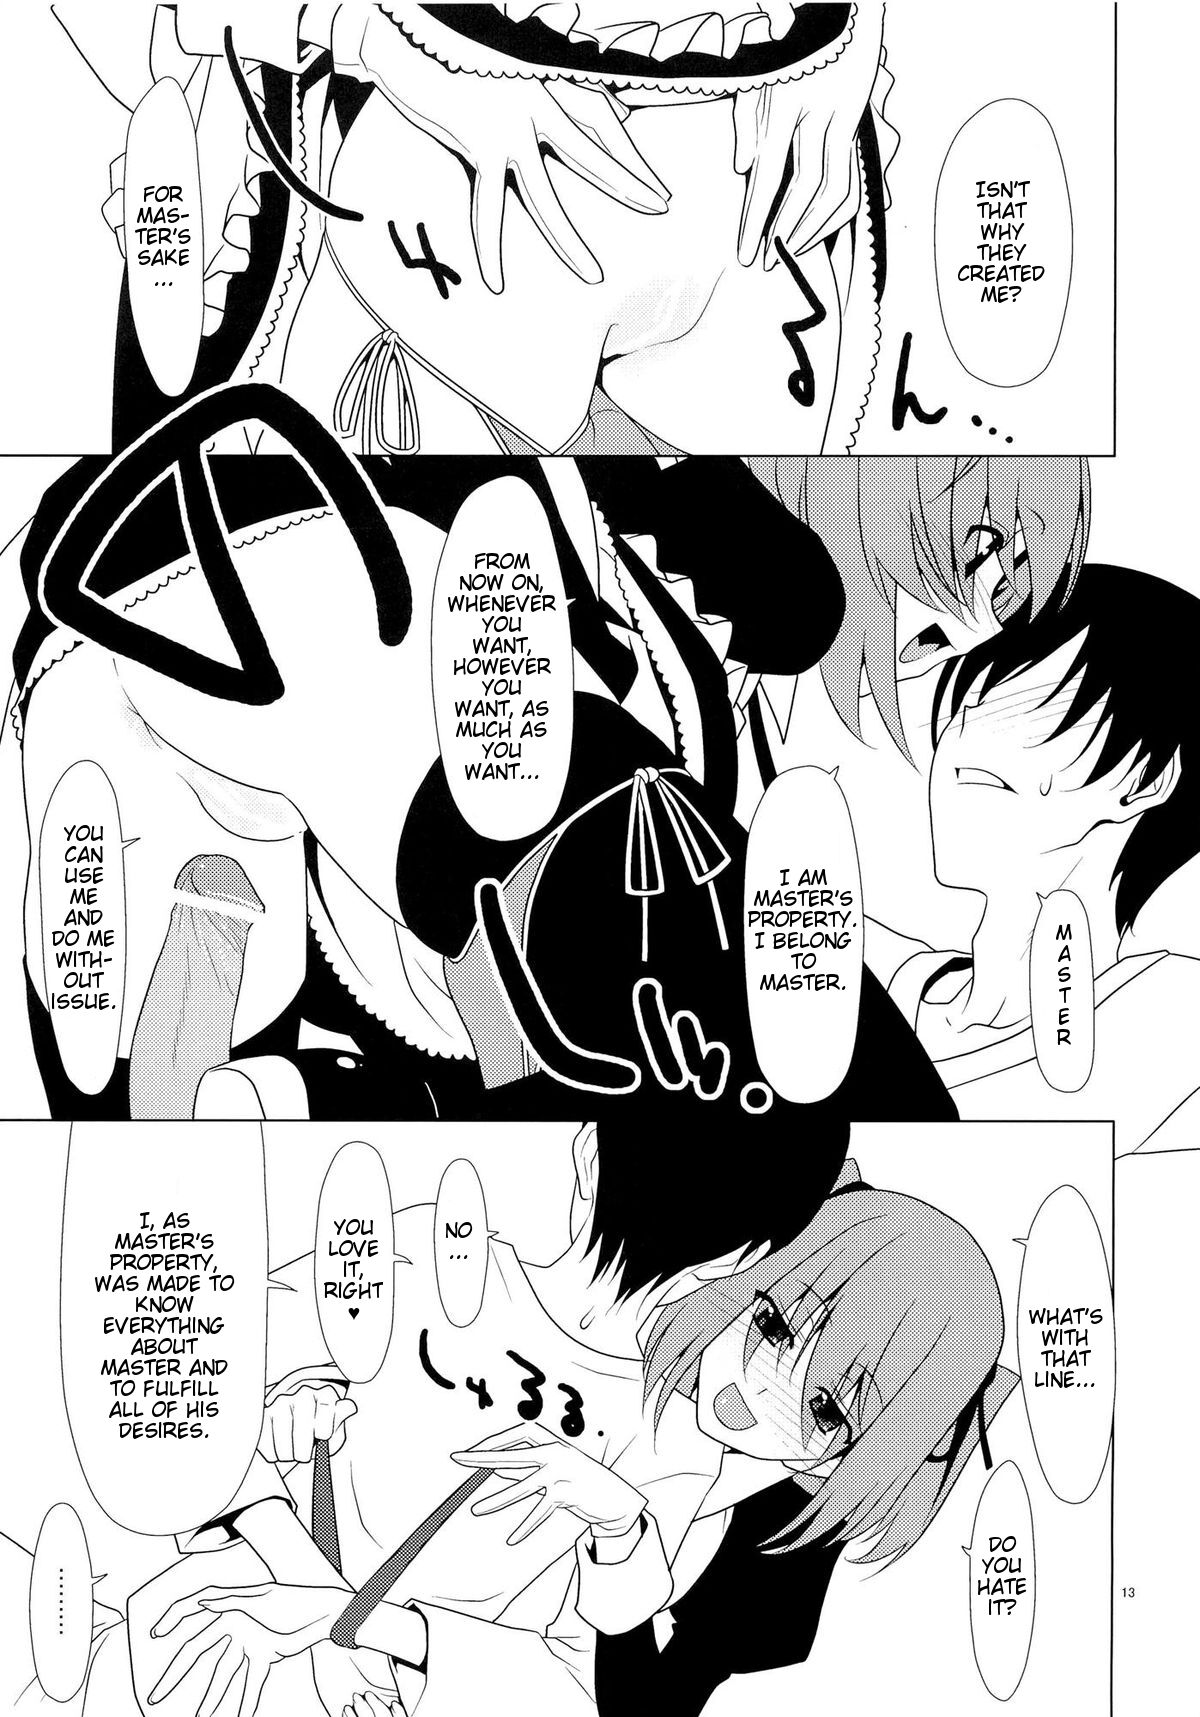 ISN'T
THAT WHY
THEY
CREATED
ME?
FOR
MAS-
TER'S
SAKE
...
MASTER
I AM
MASTER'S
PROPERTY.
I BELONG
TO
MASTER.
FROM
NOW ON,
WHENEVER
YOU
WANT,
HOWEVER
YOU
WANT, AS
MUCH AS
YOU
WANT...
YOU
CAN
USE
ME
AND
DO ME
WITH-
OUT
ISSUE.
WHAT'S
WITH
THAT
LINE...
DO
YOU
HATE
IT?
NO
...
YOU
LOVE
IT,
RIGHT
♥
I, AS
MASTER'S
PROPERTY,
WAS MADE TO
KNOW
EVERYTHING
ABOUT
MASTER AND
TO FULFILL
ALL OF HIS
DESIRES.
........
しゅるるる.
13